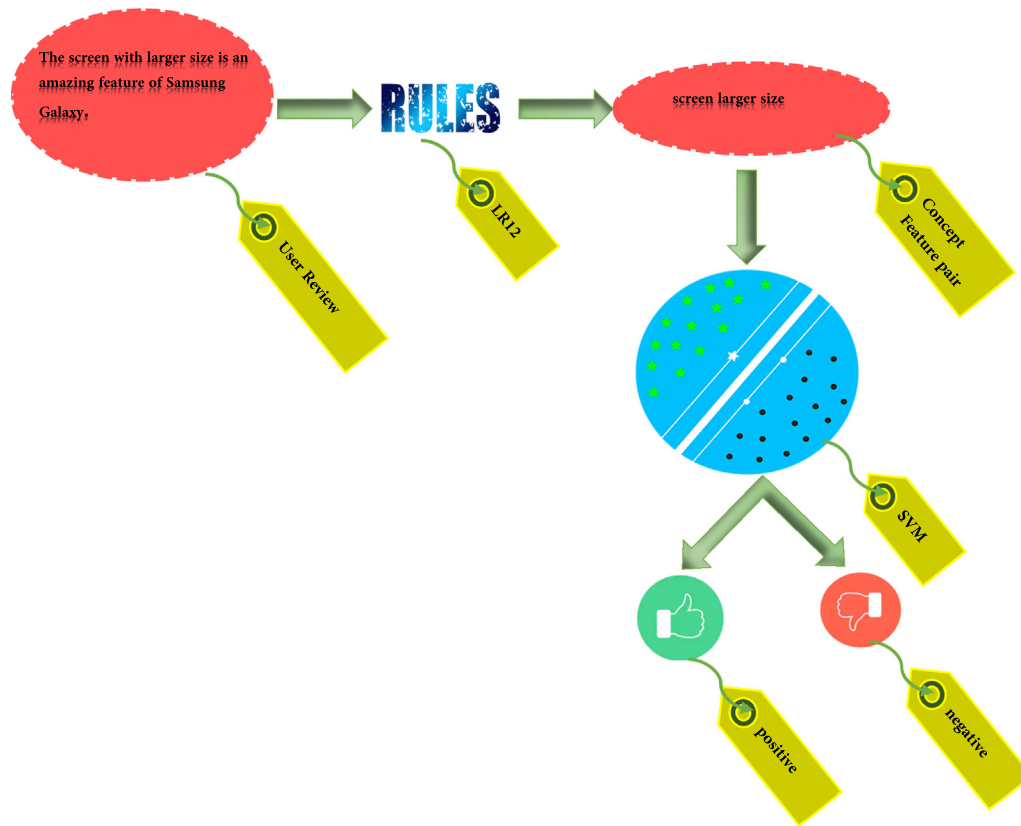 The screen with larger size is an
amazing feature of Samsung
Galaxy.
RULES
screen larger size
User Review
LR12
Concept
Feature pair
SVM
positive
negative